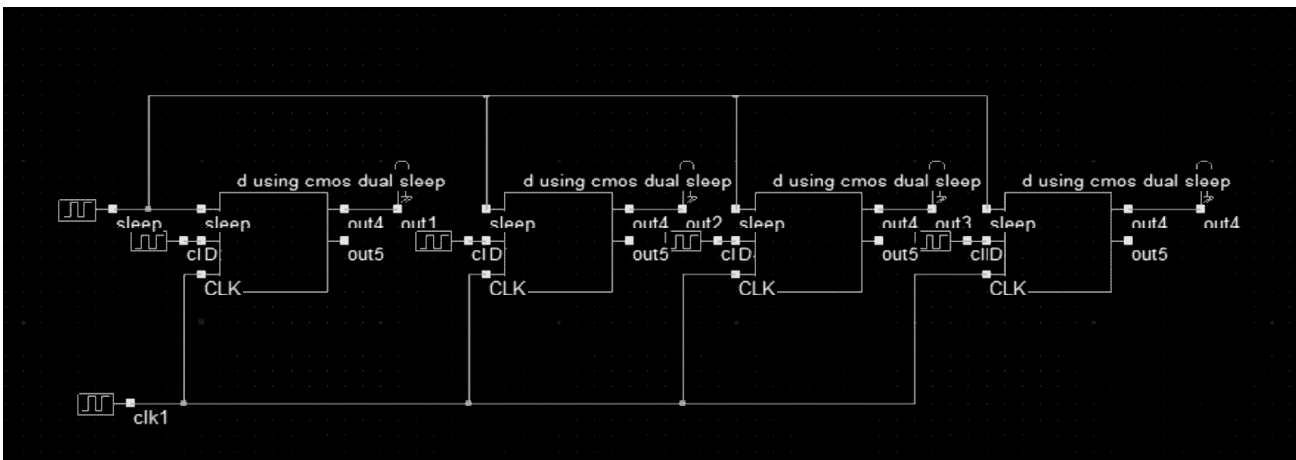 d using cmos dual sleep d using cmos dual sleep d using cmos dual sleep d using cmos dual sleep
sleep sleep out4 out1 sleep out4 out2 sleep out4 out3 sleep out4 out4
D out5 D out5 D out5 D out5
CLK CLK CLK CLK
clk1